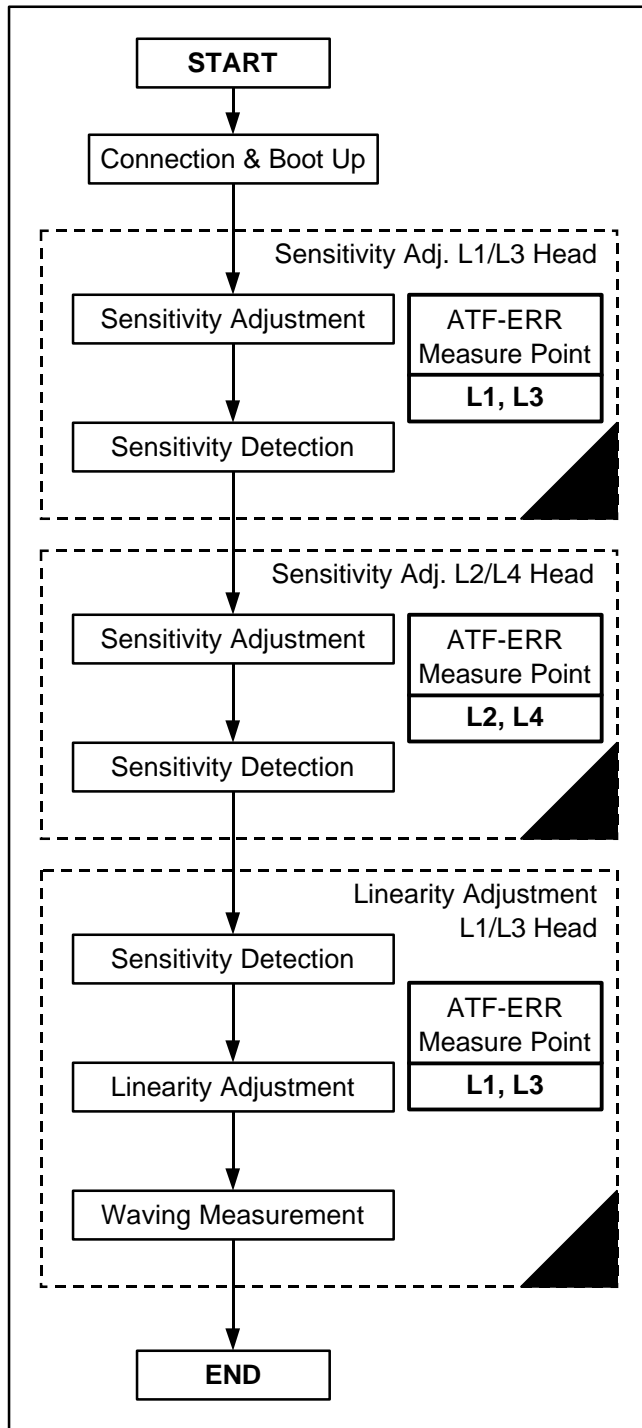 START
Connection & Boot Up
Sensitivity Adj. L1/L3 Head
Sensitivity Adjustment
ATF-ERR
Measure Point
L1, L3
Sensitivity Detection
Sensitivity Adj. L2/L4 Head
Sensitivity Adjustment
ATF-ERR
Measure Point
L2, L4
Sensitivity Detection
Linearity Adjustment
L1/L3 Head
Sensitivity Detection
ATF-ERR
Measure Point
L1, L3
Linearity Adjustment
Waving Measurement
END